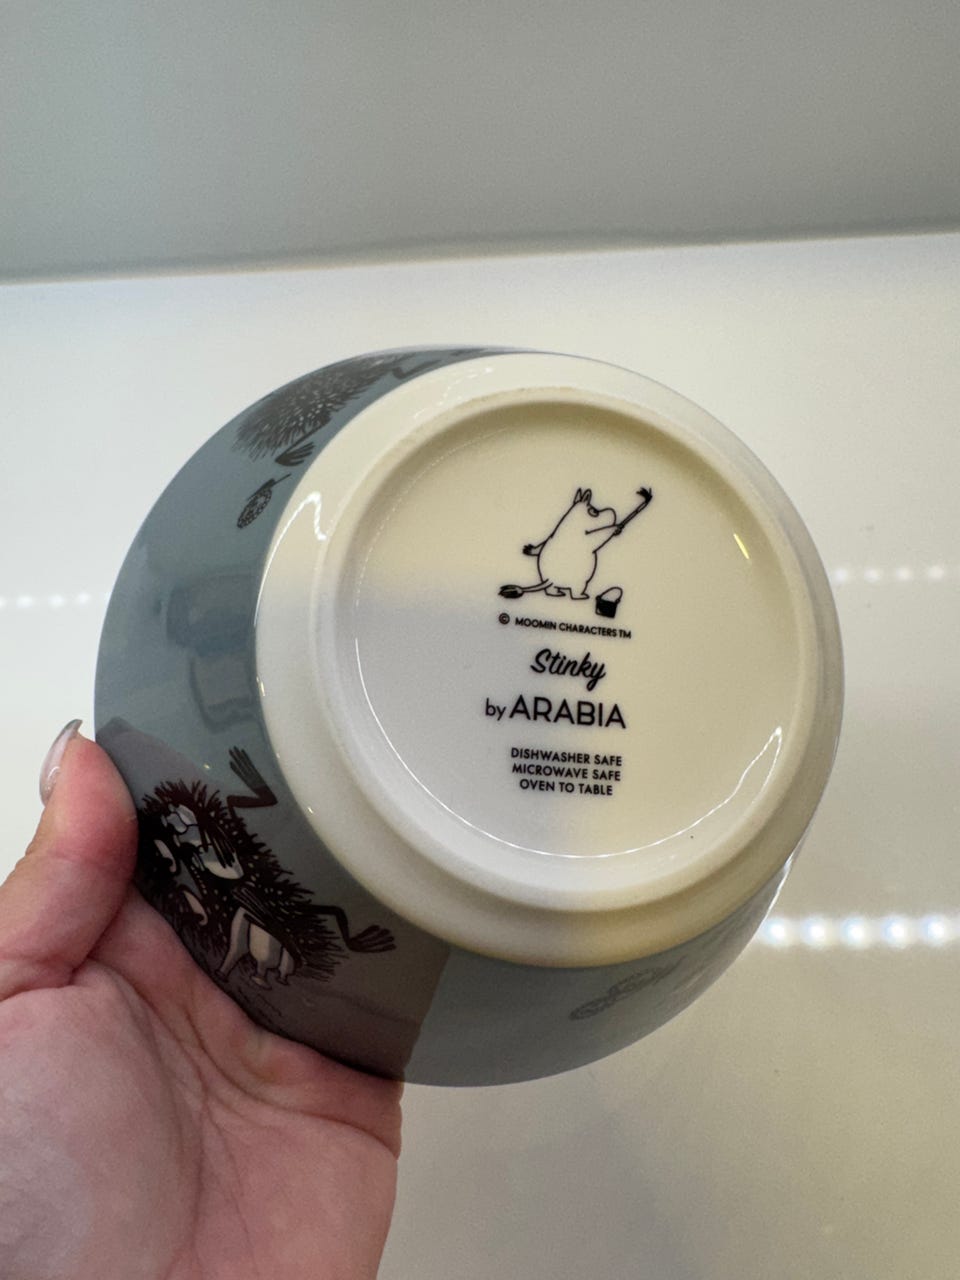 © MOOMIN CHARACTERS TM
Stinky
by ARABIA
DISHWASHER SAFE
MICROWAVE SAFE
OVEN TO TABLE